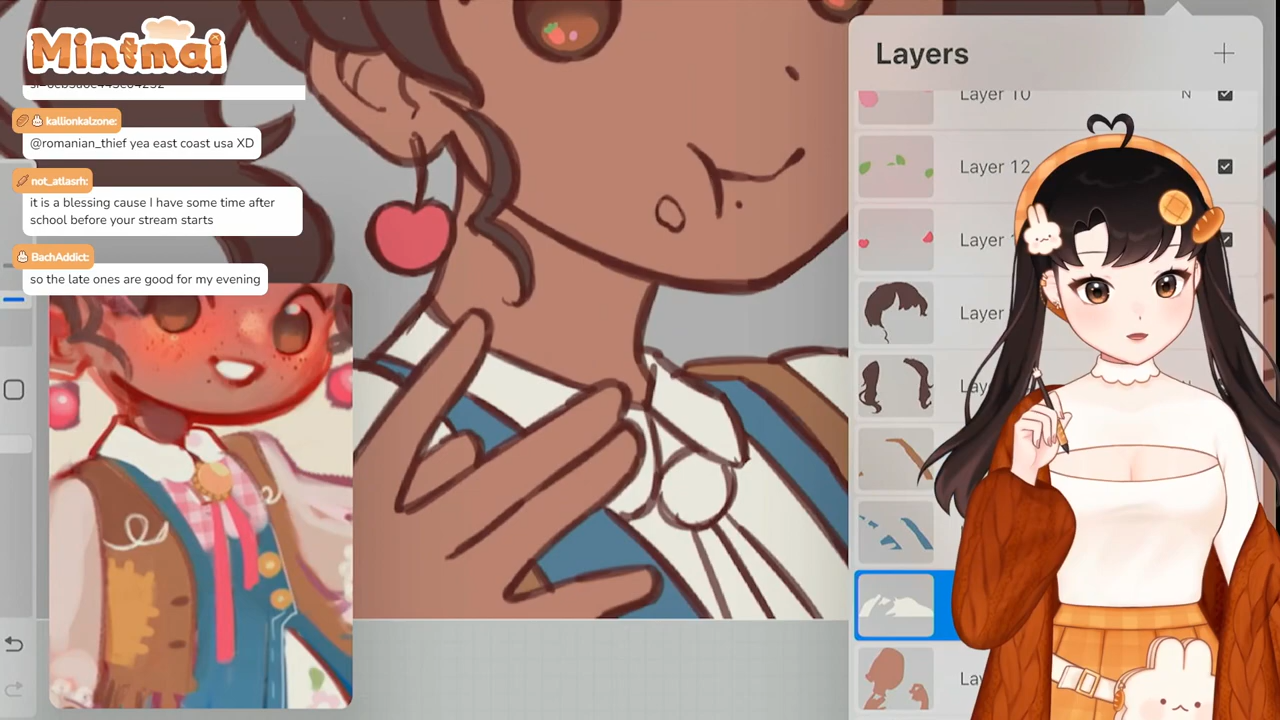 Mintmai
kallionkalzone:
@romanian_thief yea east coast usa XD
not_atlasrh:
it is a blessing cause I have some time after
school before your stream starts
BachAddict:
so the late ones are good for my evening
Layers
Layer 10 N
Layer 12
Layer
Layer